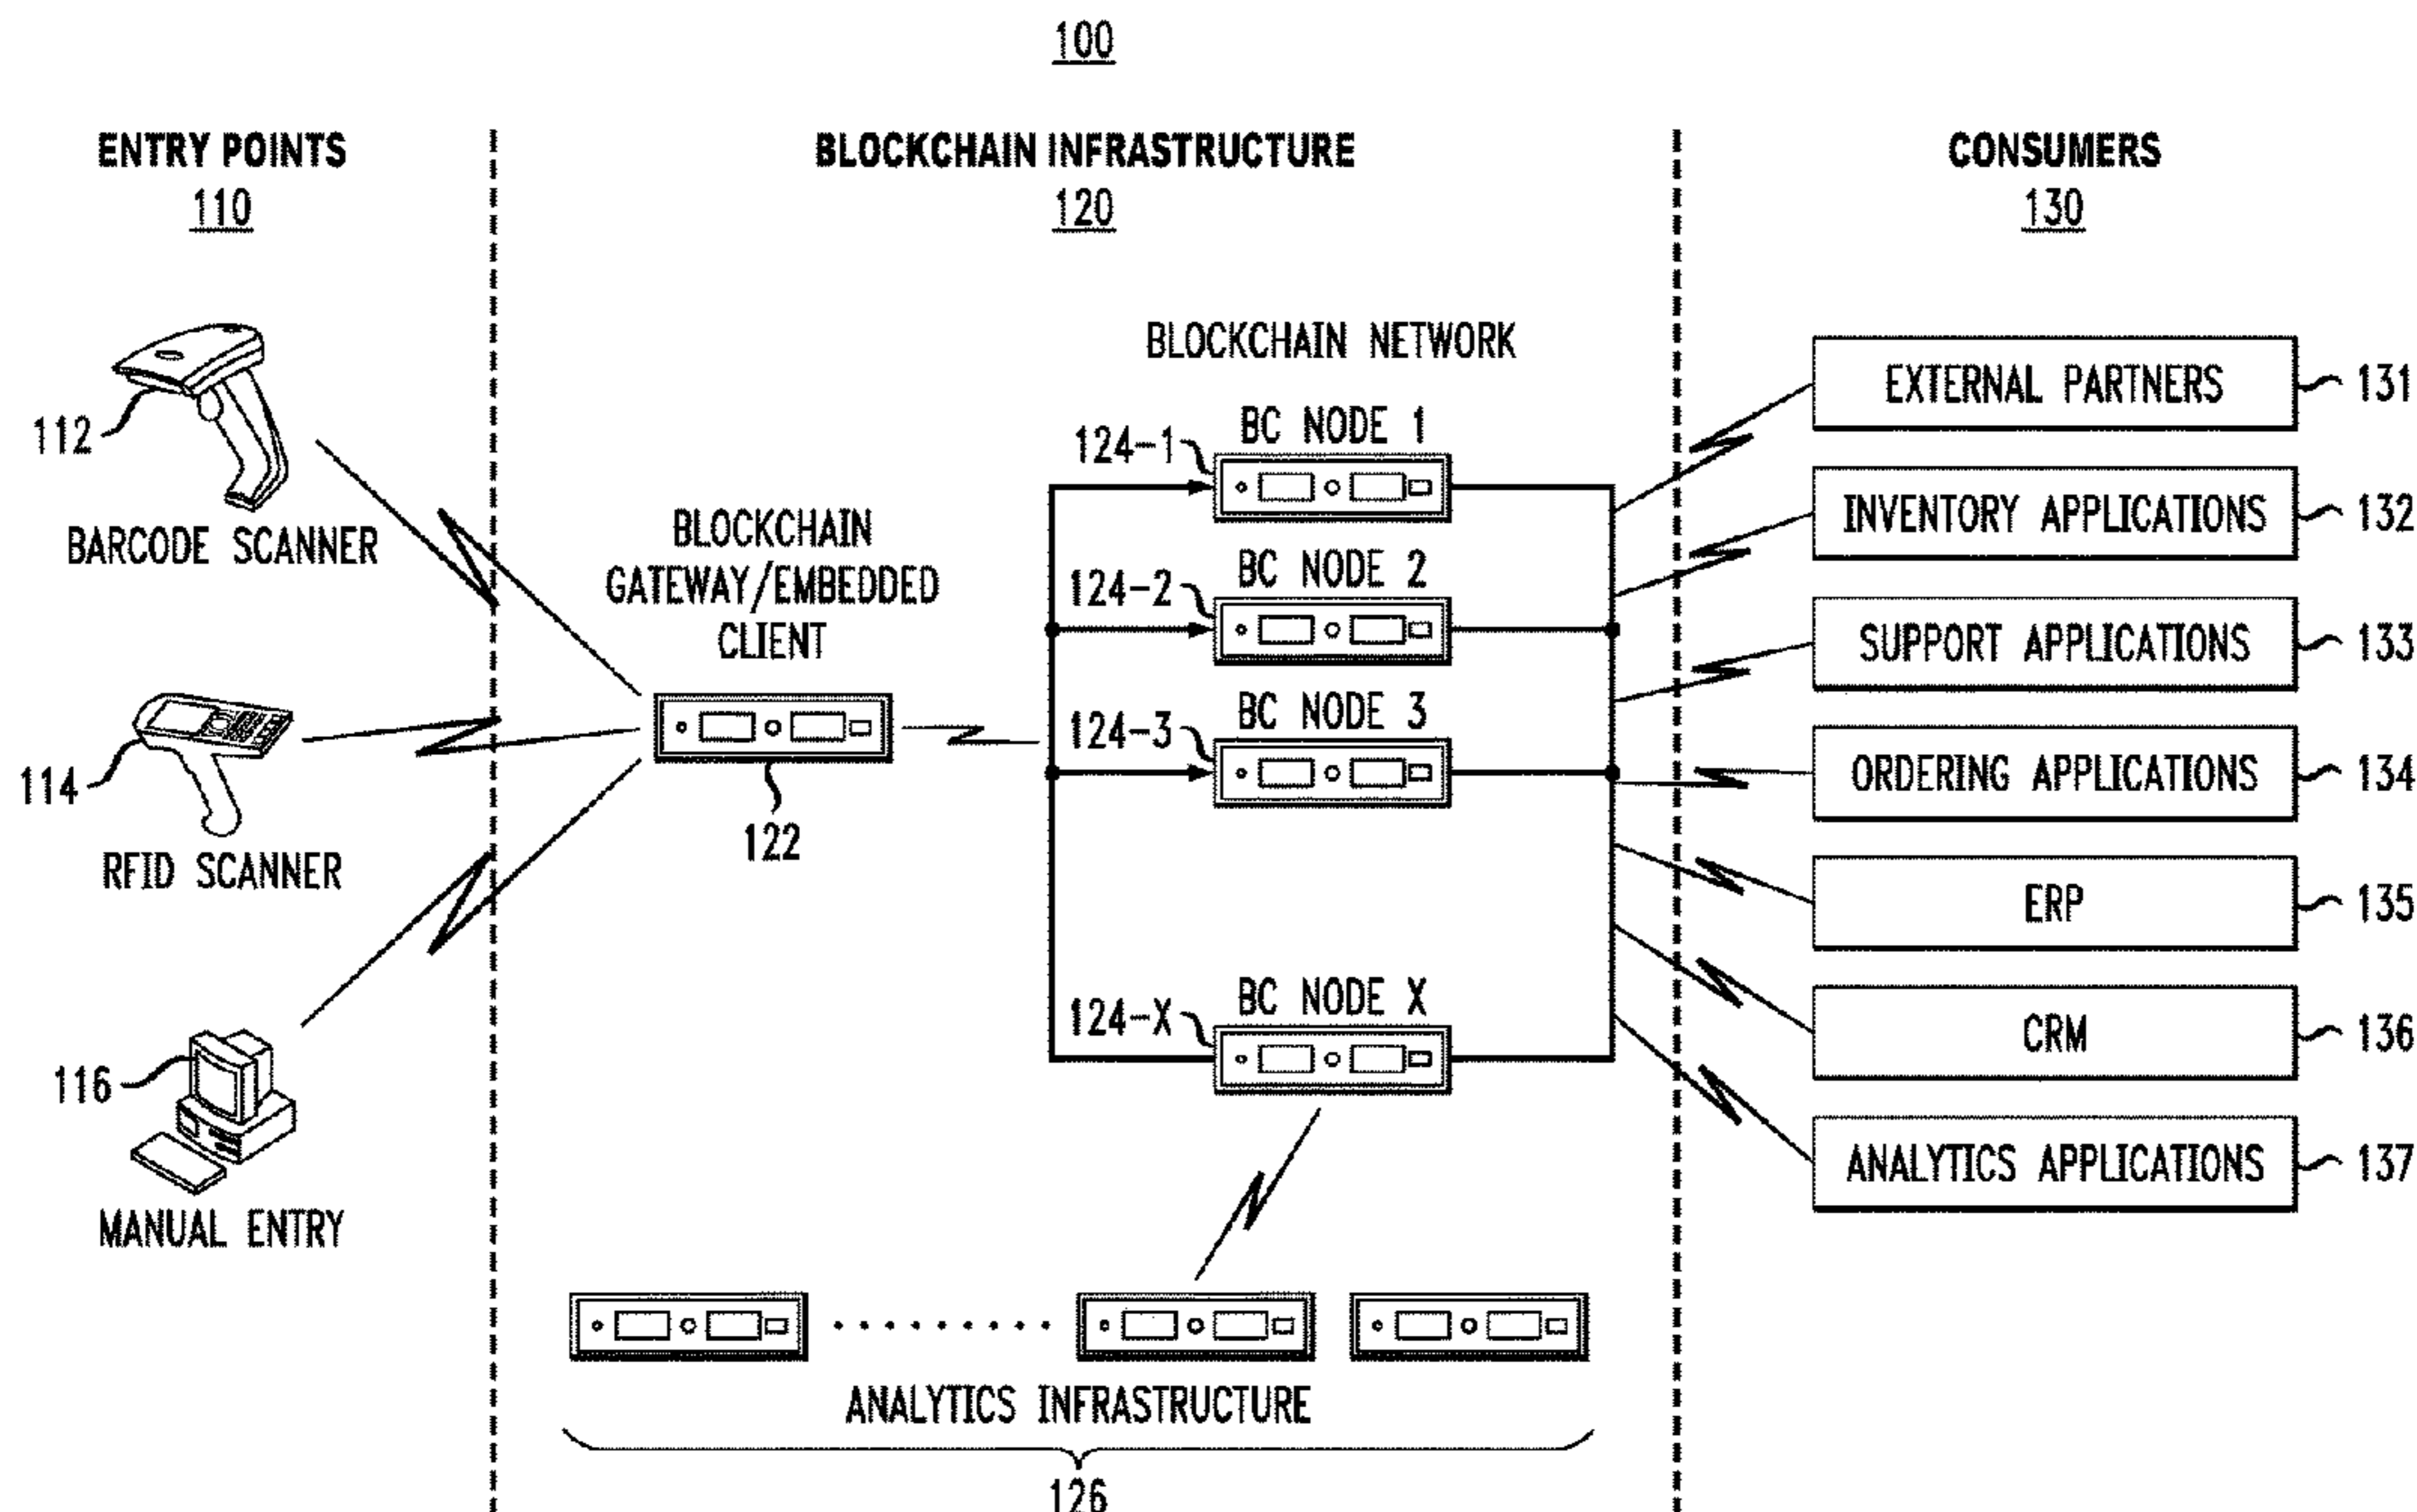 100
ENTRY POINTS
110
BLOCKCHAIN INFRASTRUCTURE
120
CONSUMERS
130
112
BARCODE SCANNER
114
RFID SCANNER
116
MANUAL ENTRY
BLOCKCHAIN
GATEWAY/EMBEDDED
CLIENT
122
BLOCKCHAIN NETWORK
BC NODE 1
124-1
BC NODE 2
124-2
BC NODE 3
124-3
BC NODE X
124-X
ANALYTICS INFRASTRUCTURE
126
EXTERNAL PARTNERS 131
INVENTORY APPLICATIONS 132
SUPPORT APPLICATIONS 133
ORDERING APPLICATIONS 134
ERP 135
CRM 136
ANALYTICS APPLICATIONS 137